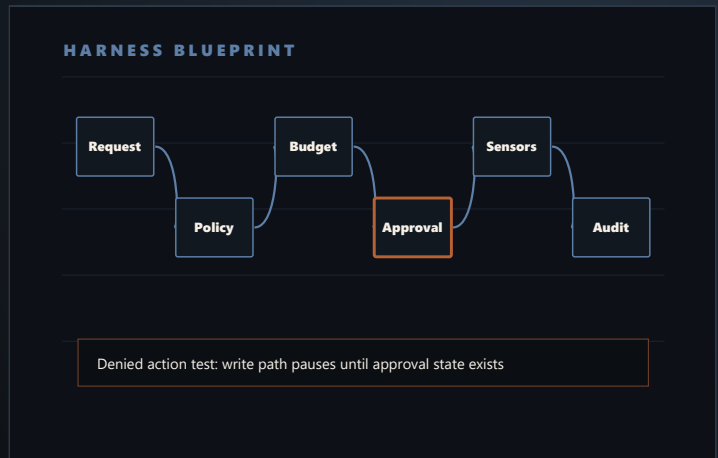 HARNESS BLUEPRINT
Request
Budget
Sensors
Policy
Approval
Audit
Denied action test: write path pauses until approval state exists